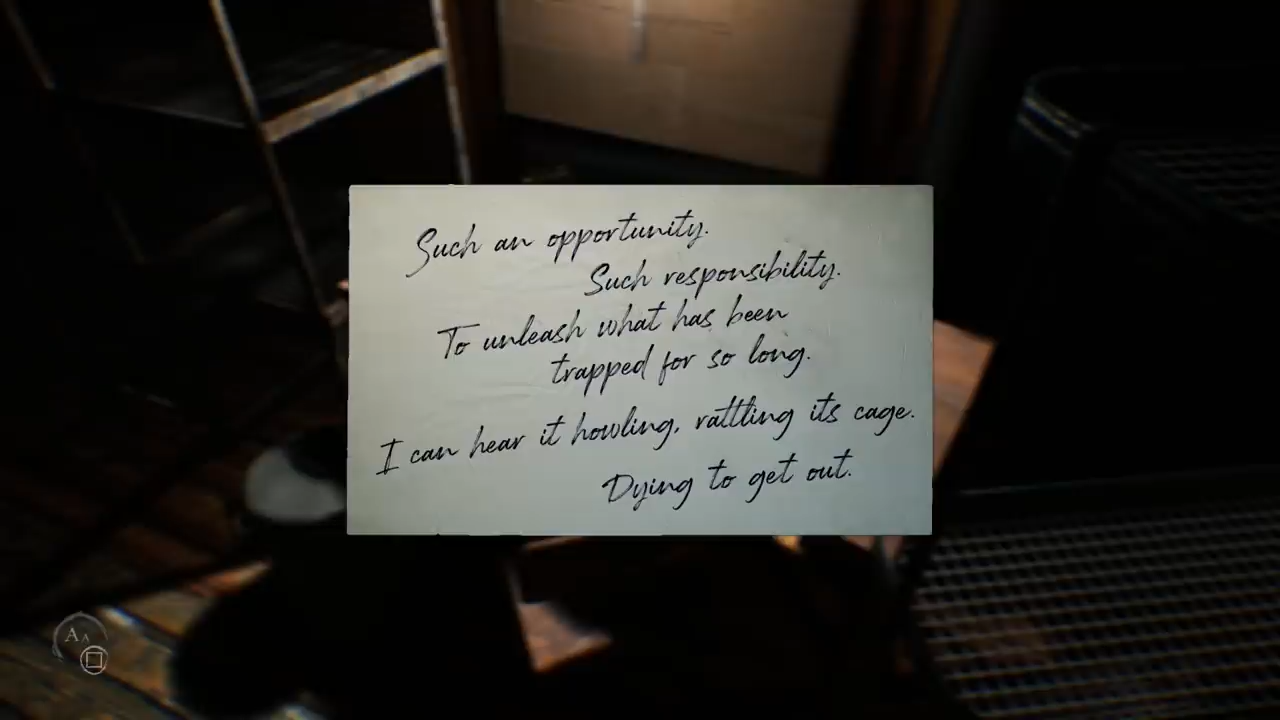 Such an opportunity.
Such responsibility.
To unleash what has been
trapped for so long.
I can hear it howling, rattling its cage.
Dying to get out.
AA